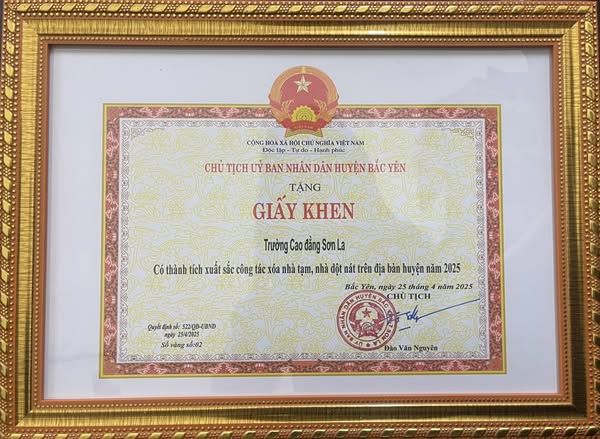 CỘNG HOÀ XÃ HỘI CHỦ NGHĨA VIỆT NAM
Độc lập - Tự do - Hạnh phúc
CHỦ TỊCH UỶ BAN NHÂN DÂN HUYỆN BẮC YÊN
TẶNG
GIẤY KHEN
Trường Cao đẳng Sơn La
Có thành tích xuất sắc công tác xóa nhà tạm, nhà dột nát trên địa bàn huyện năm 2025
Bắc Yên, ngày 25 tháng 4 năm 2025
CHỦ TỊCH
Quyết định số: 522/QĐ-UBND
ngày 25/4/2025
Sổ vàng số:02
Đào Văn Nguyên